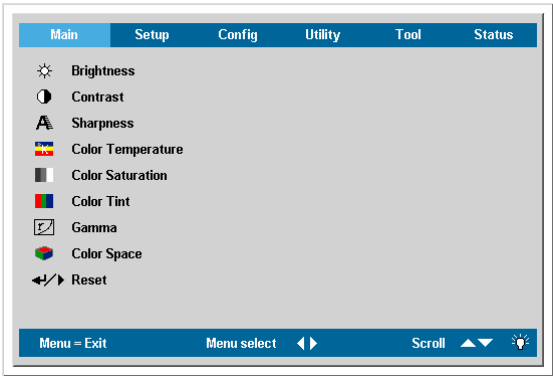 Main Setup Config Utility Tool Status
Brightness
Contrast
Sharpness
°K Color Temperature
Color Saturation
Color Tint
Gamma
Color Space
Reset
Menu = Exit Menu select Scroll